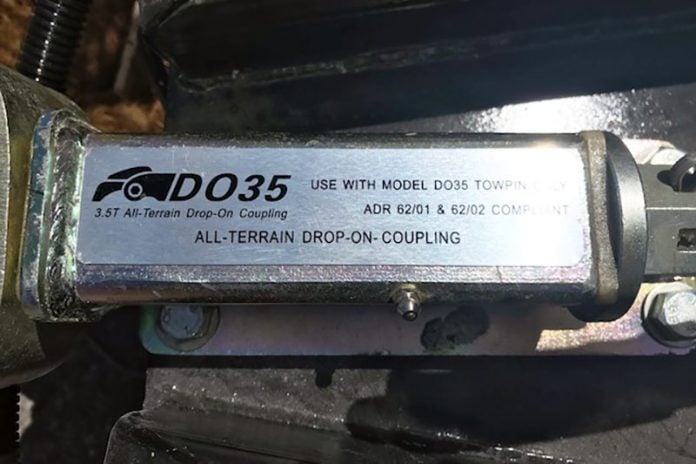 DO35
3.5T All-Terrain Drop-On Coupling
USE WITH MODEL DO35 TOWPIN ONLY
ADR 62/01 & 62/02 COMPLIANT
ALL-TERRAIN DROP-ON-COUPLING